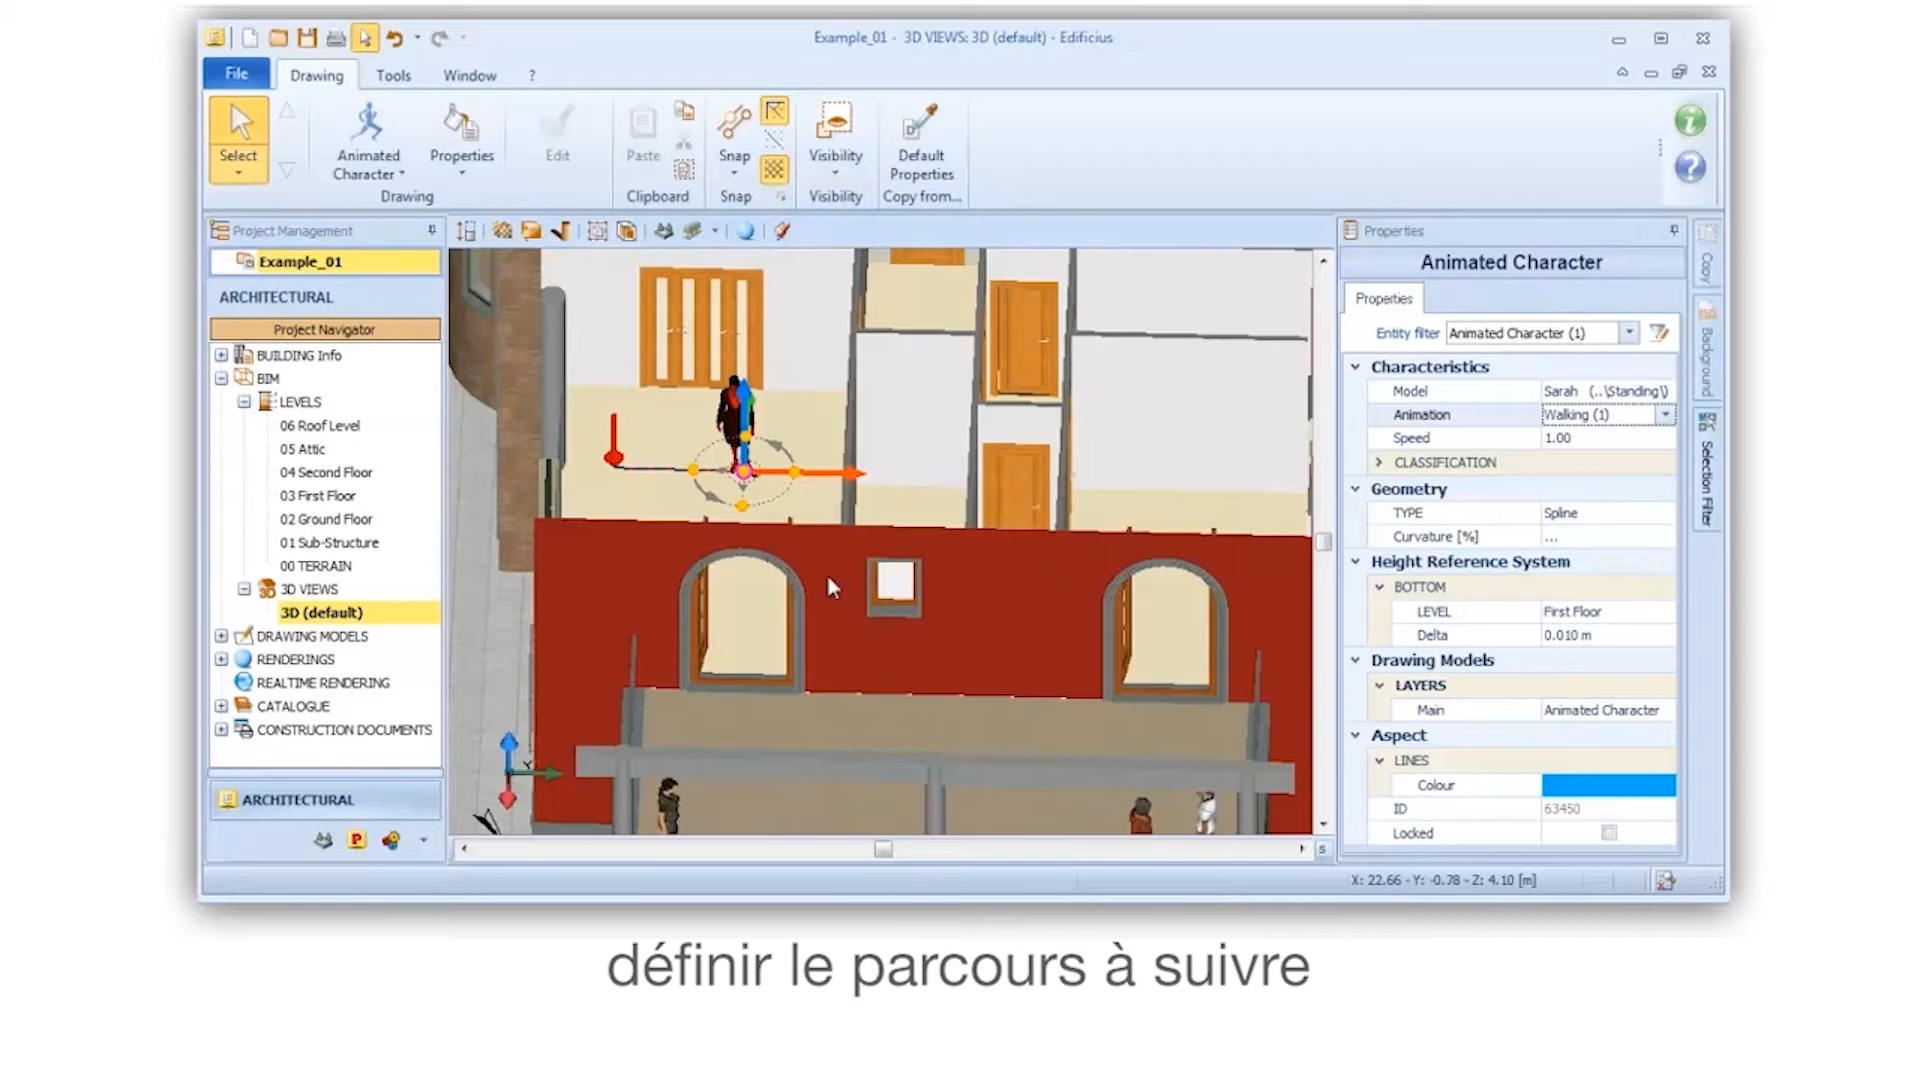 Example_01 - 3D VIEWS: 3D (default) - Edificius
File
Drawing
Tools
Window
?
Select
Animated
Character
Properties
Edit
Paste
Snap
Visibility
Default
Properties
Drawing
Clipboard
Snap
Visibility
Copy from...
Project Management
Example_01
ARCHITECTURAL
Project Navigator
BUILDING Info
BIM
LEVELS
06 Roof Level
05 Attic
04 Second Floor
03 First Floor
02 Ground Floor
01 Sub-Structure
00 TERRAIN
3D VIEWS
3D (default)
DRAWING MODELS
RENDERINGS
REALTIME RENDERING
CATALOGUE
CONSTRUCTION DOCUMENTS
ARCHITECTURAL
P
Y
S
Properties
Animated Character
Properties
Entity filter Animated Character (1)
Characteristics
Model Sarah (..\Standing\)
Animation Walking (1)
Speed 1.00
CLASSIFICATION
Geometry
TYPE Spline
Curvature [%] ...
Height Reference System
BOTTOM
LEVEL First Floor
Delta 0.010 m
Drawing Models
LAYERS
Main Animated Character
Aspect
LINES
Colour
ID 63450
Locked
Copy
Background
Selection Filter
X: 22.66 - Y: -0.78 - Z: 4.10 [m]
définir le parcours à suivre